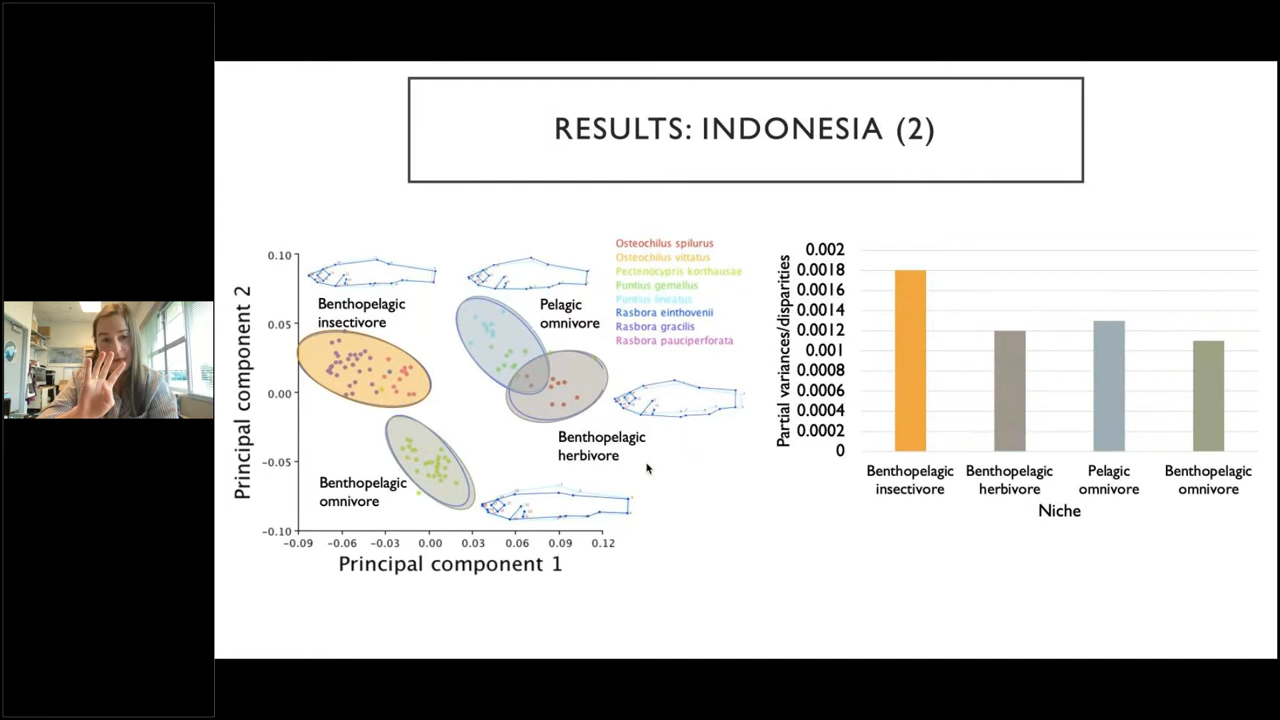 RESULTS: INDONESIA (2)
Principal component 2
0.10
0.05
0.00
-0.05
-0.10
-0.09
-0.06
-0.03
0.00
0.03
0.06
0.09
0.12
Principal component 1
Benthopelagic
insectivore
Pelagic
omnivore
Benthopelagic
herbivore
Benthopelagic
omnivore
Osteochilus spilurus
Osteochilus vittatus
Pectenocypris korthausae
Puntius gemellus
Puntius lineatus
Rasbora einthovenii
Rasbora gracilis
Rasbora pauciperforata
Partial variances/disparities
0.002
0.0018
0.0016
0.0014
0.0012
0.001
0.0008
0.0006
0.0004
0.0002
0
Benthopelagic
insectivore
Benthopelagic
herbivore
Pelagic
omnivore
Benthopelagic
omnivore
Niche